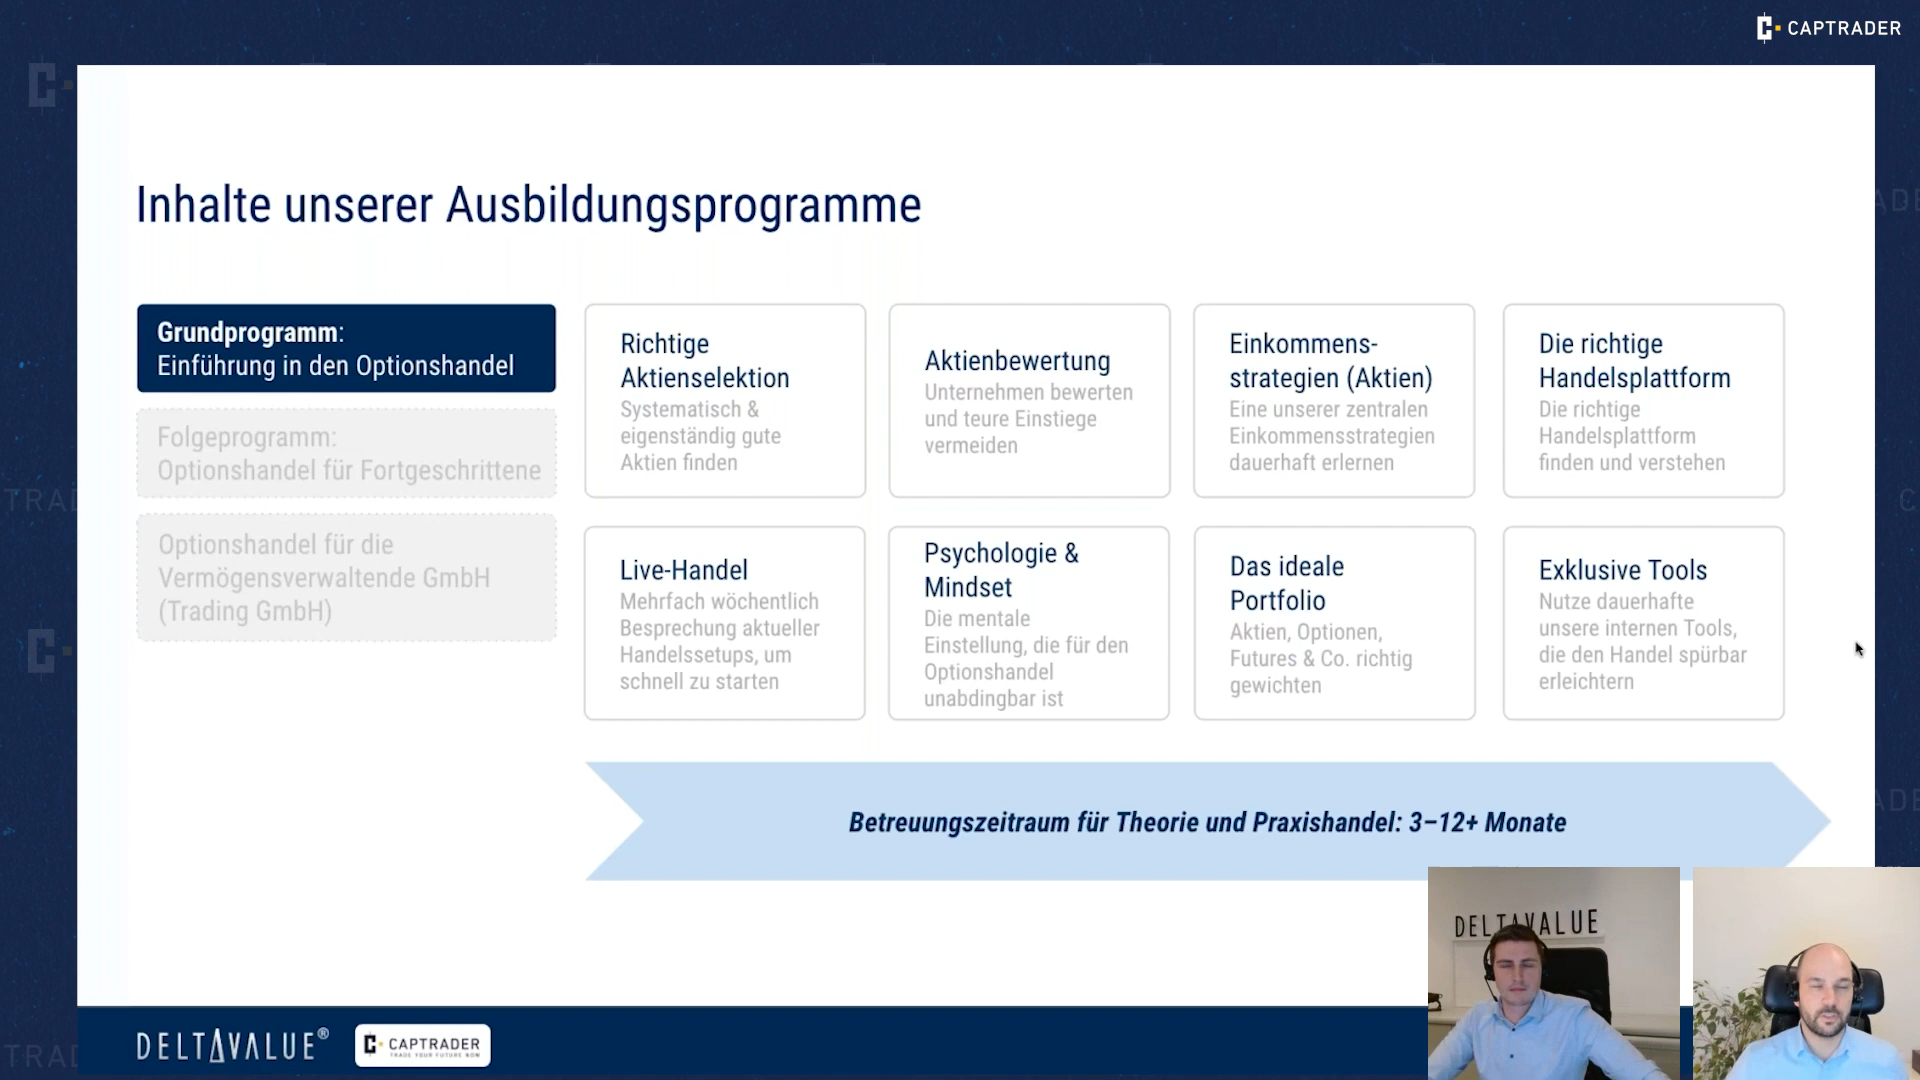 CAPTRADER
Inhalte unserer Ausbildungsprogramme
Grundprogramm:
Einführung in den Optionshandel
Folgeprogramm:
Optionshandel für Fortgeschrittene
Optionshandel für die
Vermögensverwaltende GmbH
(Trading GmbH)
Richtige
Aktienselektion
Systematisch &
eigenständig gute
Aktien finden
Aktienbewertung
Unternehmen bewerten
und teure Einstiege
vermeiden
Einkommens-
strategien (Aktien)
Eine unserer zentralen
Einkommensstrategien
dauerhaft erlernen
Die richtige
Handelsplattform
Die richtige
Handelsplattform
finden und verstehen
Live-Handel
Mehrfach wöchentlich
Besprechung aktueller
Handelssetups, um
schnell zu starten
Psychologie &
Mindset
Die mentale
Einstellung, die für den
Optionshandel
unabdingbar ist
Das ideale
Portfolio
Aktien, Optionen,
Futures & Co. richtig
gewichten
Exklusive Tools
Nutze dauerhafte
unsere internen Tools,
die den Handel spürbar
erleichtern
Betreuungszeitraum für Theorie und Praxishandel: 3–12+ Monate
DELTAVALUE
DELTAVALUE®
CAPTRADER
TRADE YOUR FUTURE NOW